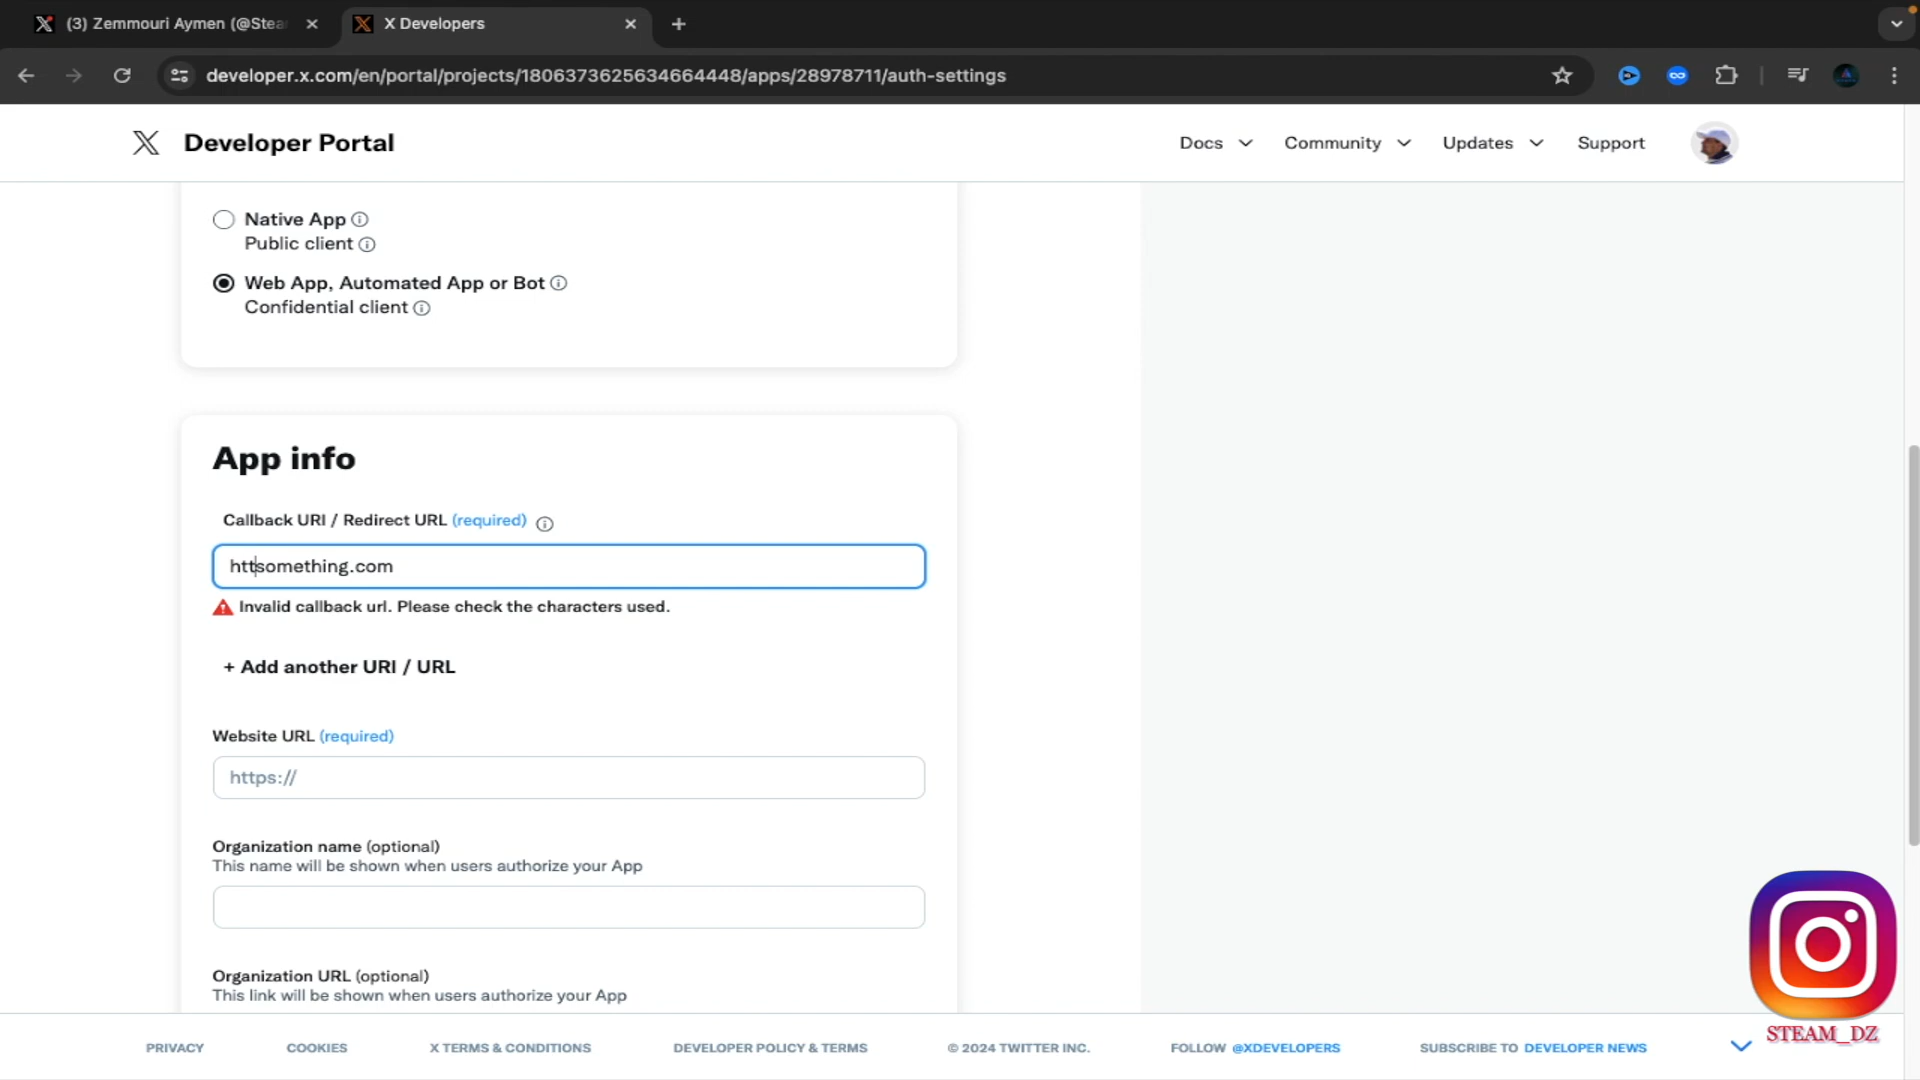 (3) Zemmouri Aymen (@Stea
X Developers
developer.x.com/en/portal/projects/1806373625634664448/apps/28978711/auth-settings
Developer Portal
Docs
Community
Updates
Support
Native App
Public client
Web App, Automated App or Bot
Confidential client
App info
Callback URI / Redirect URL (required)
httsomething.com
Invalid callback url. Please check the characters used.
+ Add another URI / URL
Website URL (required)
https://
Organization name (optional)
This name will be shown when users authorize your App
Organization URL (optional)
This link will be shown when users authorize your App
STEAM_DZ
PRIVACY
COOKIES
X TERMS & CONDITIONS
DEVELOPER POLICY & TERMS
© 2024 TWITTER INC.
FOLLOW @XDEVELOPERS
SUBSCRIBE TO DEVELOPER NEWS